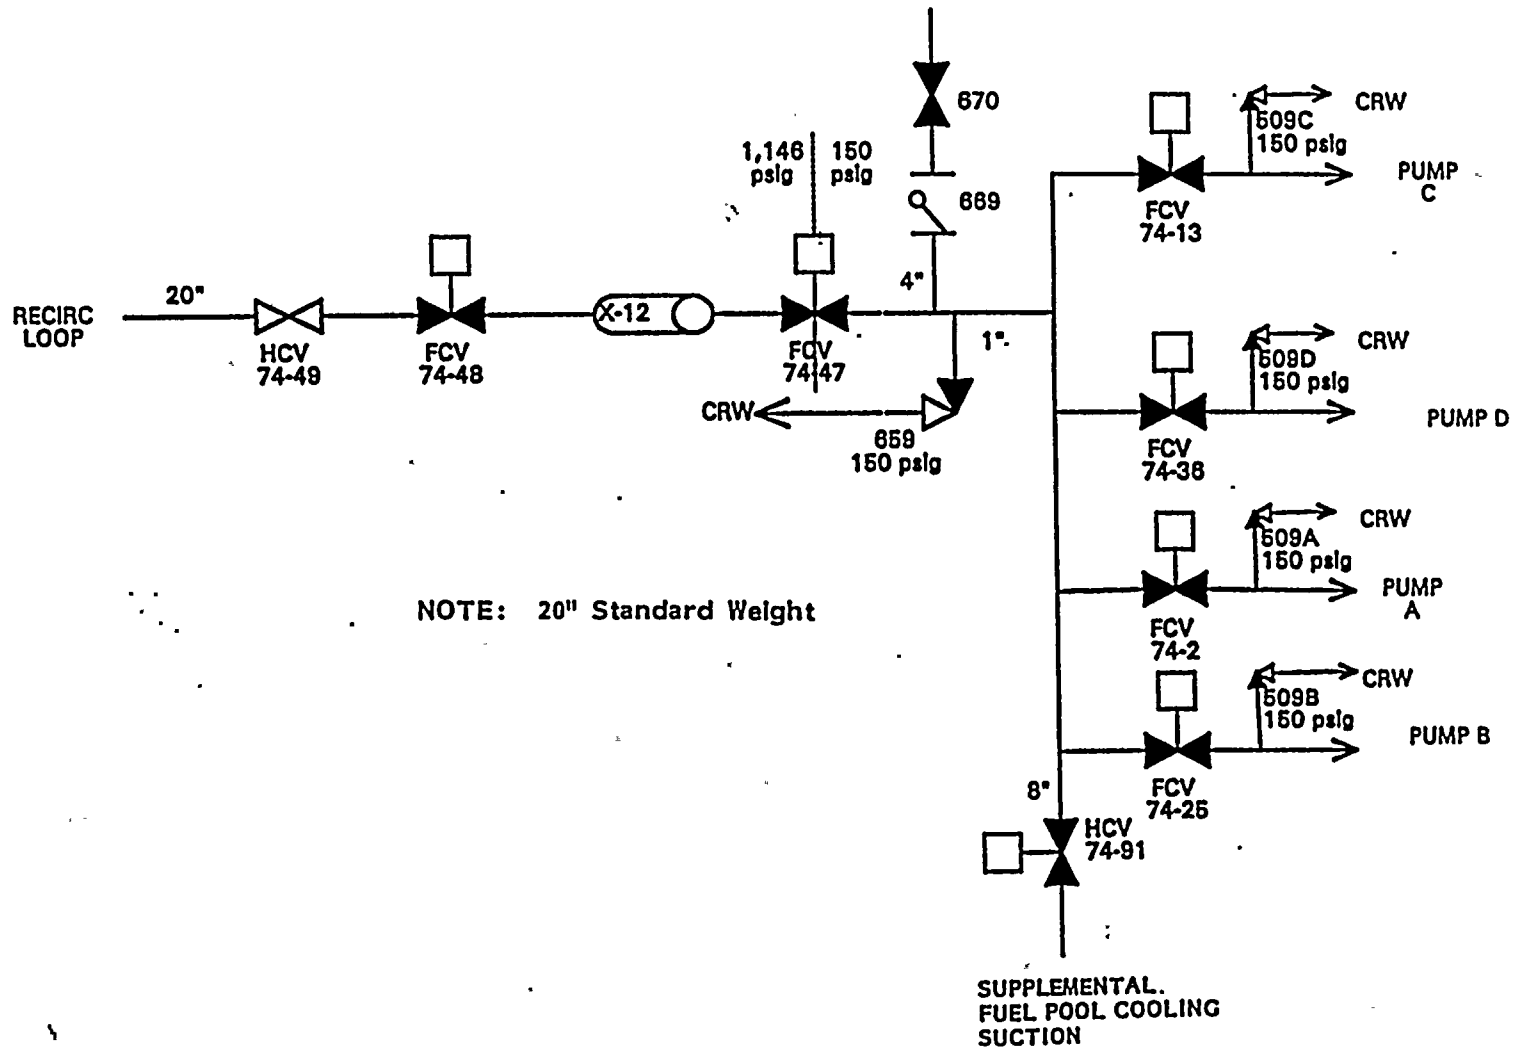 670
1,146 150
psig psig
669
4"
20"
RECIRC
LOOP
HCV
74-49
FCV
74-48
X-12
FCV
74-47
1"
CRW
659
150 psig
509C
150 psig
CRW
PUMP
C
FCV
74-13
509D
150 psig
CRW
PUMP D
FCV
74-36
509A
150 psig
CRW
PUMP
A
FCV
74-2
509B
150 psig
CRW
PUMP B
FCV
74-25
NOTE: 20" Standard Weight
8"
HCV
74-91
SUPPLEMENTAL.
FUEL POOL COOLING
SUCTION